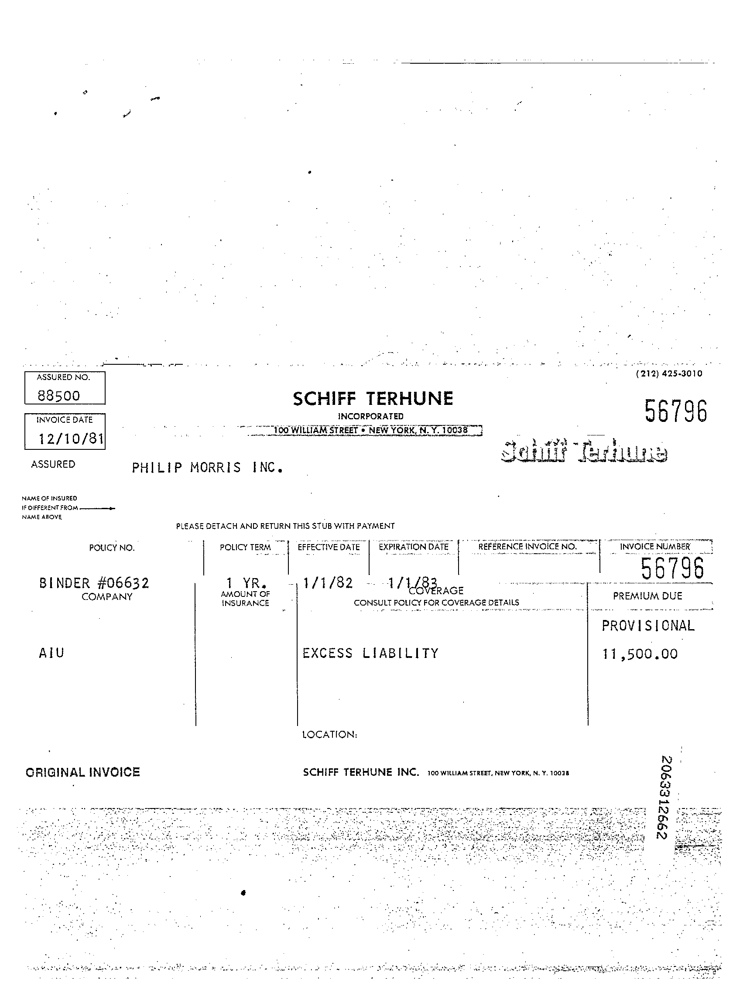 (212) 425-3010
ASSURED NO.
88500
SCHIFF TERHUNE
INCORPORATED
100 WILLIAM STREET • NEW YORK, N. Y. 10038
56796
INVOICE DATE
12/10/81
Schiff Terhune
ASSURED
PHILIP MORRIS INC.
NAME OF INSURED
IF DIFFERENT FROM
NAME ABOVE
PLEASE DETACH AND RETURN THIS STUB WITH PAYMENT
POLICY NO. POLICY TERM EFFECTIVE DATE EXPIRATION DATE REFERENCE INVOICE NO. INVOICE NUMBER
56796
BINDER #06632 1 YR. 1/1/82 1/1/83
COMPANY AMOUNT OF INSURANCE COVERAGE PREMIUM DUE
CONSULT POLICY FOR COVERAGE DETAILS
PROVISIONAL
AIU EXCESS LIABILITY 11,500.00
LOCATION:
ORIGINAL INVOICE SCHIFF TERHUNE INC. 100 WILLIAM STREET, NEW YORK, N. Y. 10038
2063312662